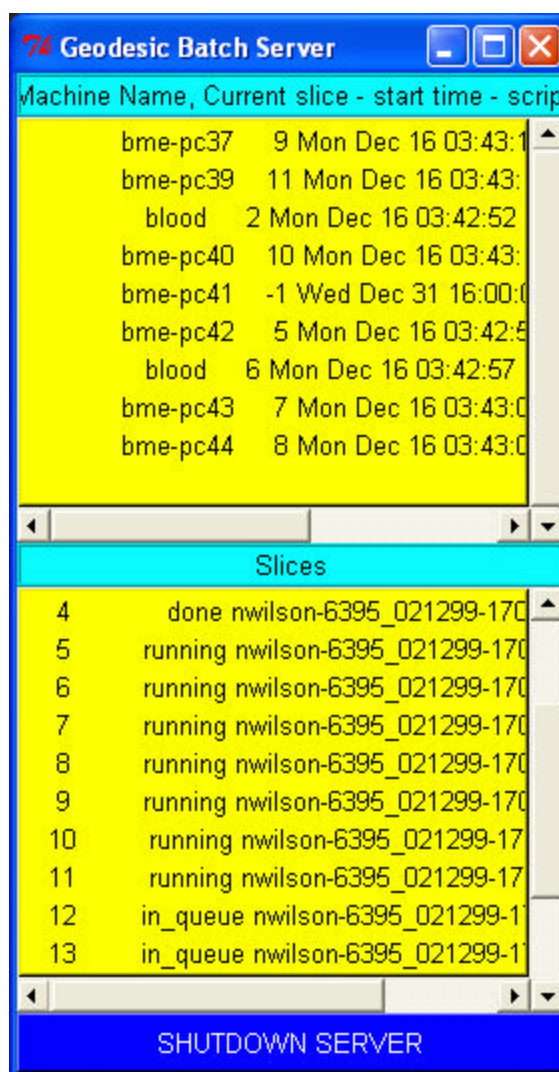 7% Geodesic Batch Server
Machine Name, Current slice - start time - scrip
bme-pc37 9 Mon Dec 16 03:43:1
bme-pc39 11 Mon Dec 16 03:43:
blood 2 Mon Dec 16 03:42:52
bme-pc40 10 Mon Dec 16 03:43:
bme-pc41 -1 Wed Dec 31 16:00:0
bme-pc42 5 Mon Dec 16 03:42:5
blood 6 Mon Dec 16 03:42:57
bme-pc43 7 Mon Dec 16 03:43:0
bme-pc44 8 Mon Dec 16 03:43:0
Slices
4 done nwilson-6395_021299-170
5 running nwilson-6395_021299-170
6 running nwilson-6395_021299-170
7 running nwilson-6395_021299-170
8 running nwilson-6395_021299-170
9 running nwilson-6395_021299-170
10 running nwilson-6395_021299-17
11 running nwilson-6395_021299-17
12 in_queue nwilson-6395_021299-17
13 in_queue nwilson-6395_021299-1
SHUTDOWN SERVER